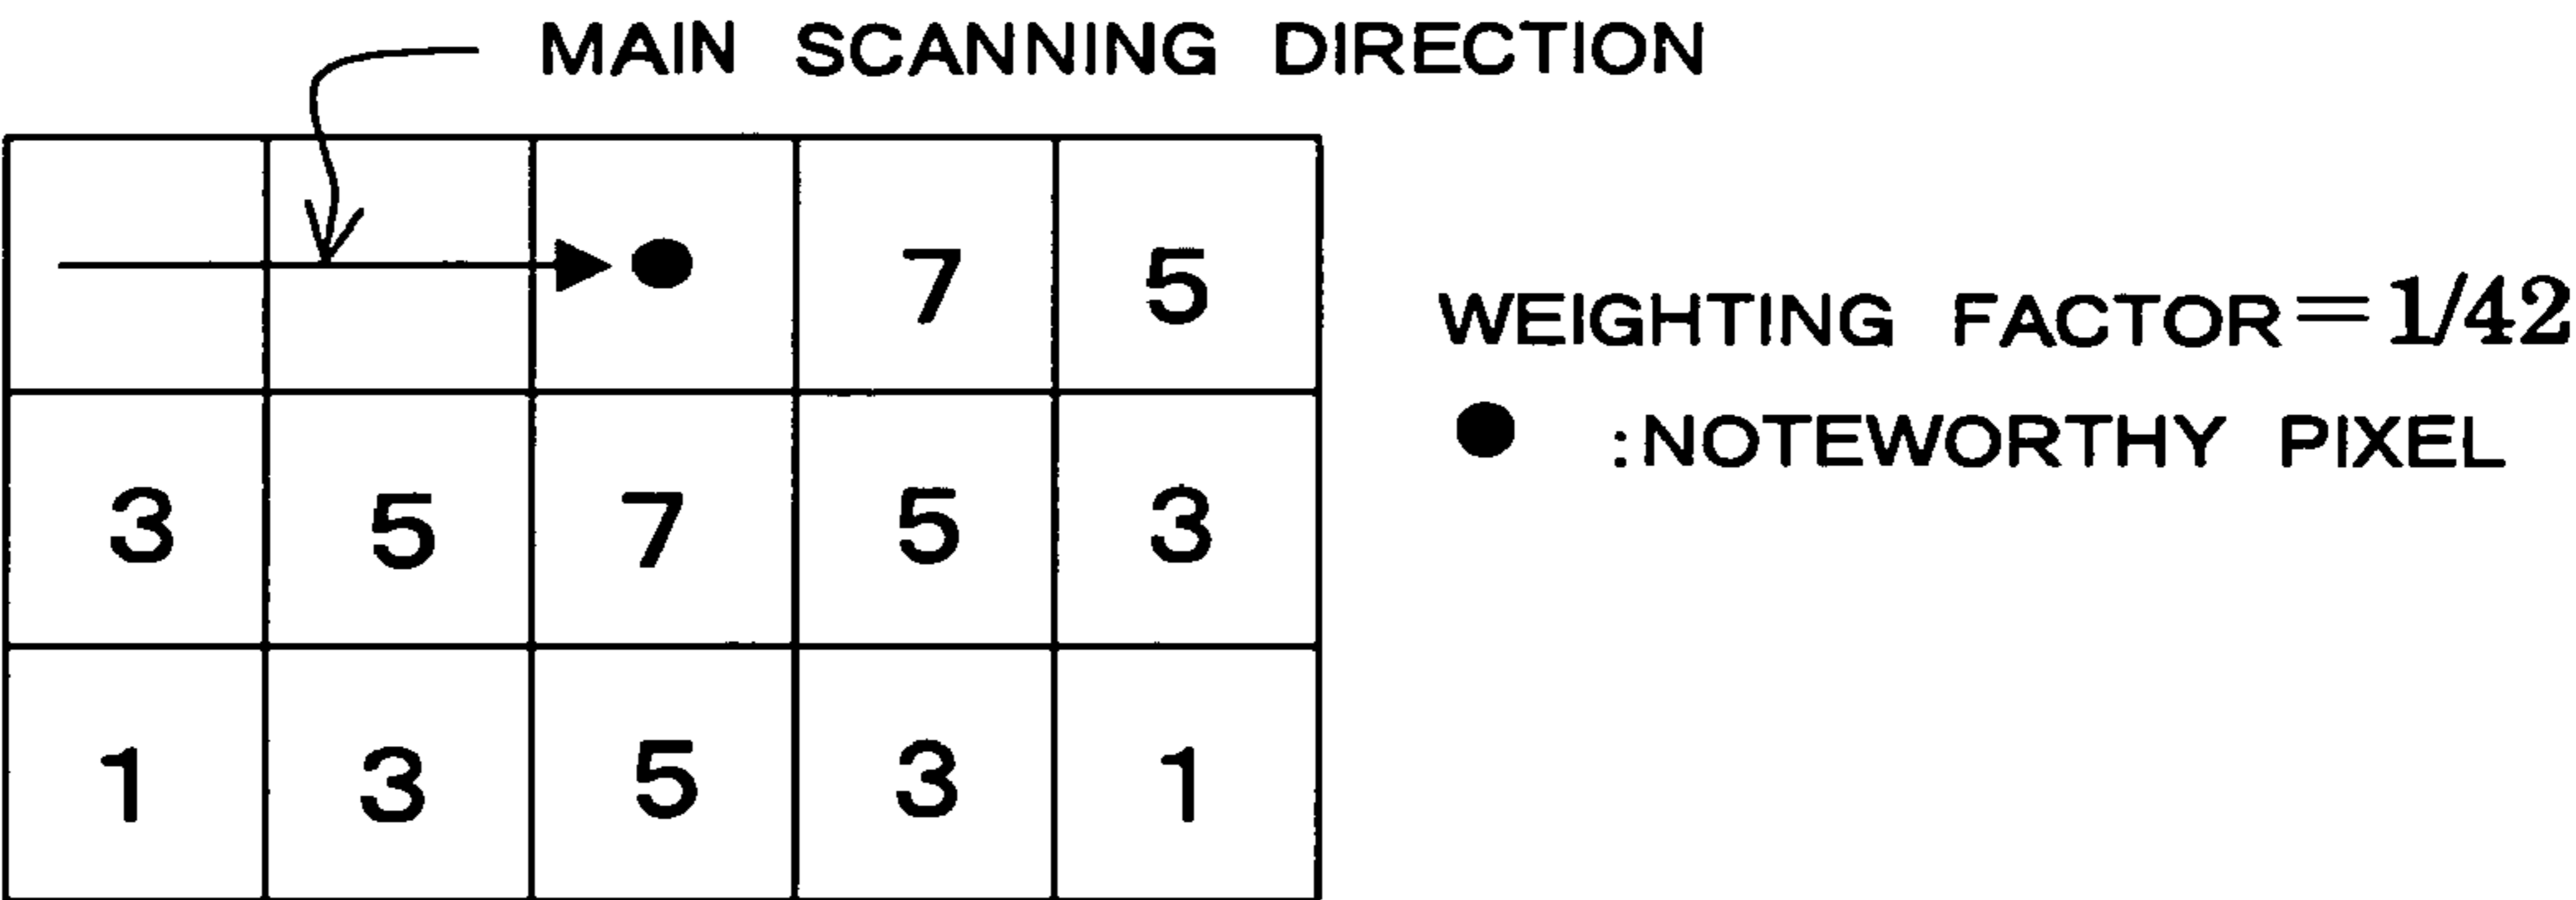 MAIN SCANNING DIRECTION
7 5
WEIGHTING FACTOR=1/42
● :NOTEWORTHY PIXEL
3 5 7 5 3
1 3 5 3 1